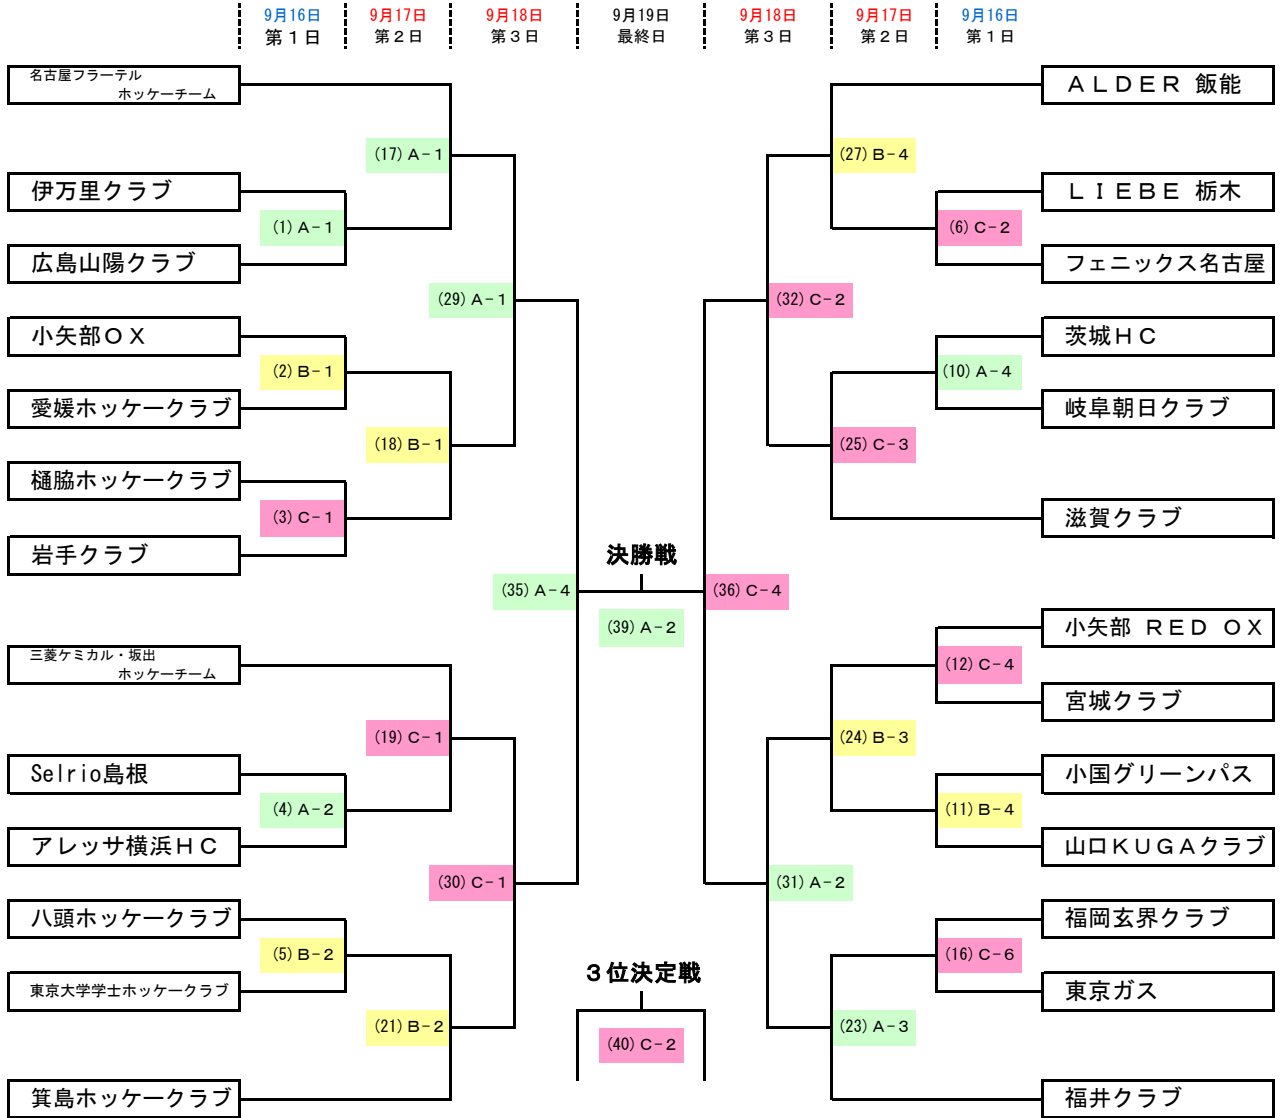 9月16日 9月17日 9月18日 9月19日 9月18日 9月17日 9月16日
第１日 第２日 第３日 最終日 第３日 第２日 第１日
名古屋フラーテル
ホッケーチーム
ＡＬＤＥＲ 飯能
(17) A－1
(27) B－4
伊万里クラブ
ＬＩＥＢＥ 栃木
(1) A－1
(6) C－2
広島山陽クラブ
フェニックス名古屋
(29) A－1
(32) C－2
小矢部ＯＸ
茨城ＨＣ
(2) B－1
(10) A－4
愛媛ホッケークラブ
岐阜朝日クラブ
(18) B－1
(25) C－3
樋脇ホッケークラブ
(3) C－1
滋賀クラブ
岩手クラブ
決勝戦
(35) A－4
(36) C－4
(39) A－2
小矢部 ＲＥＤ ＯＸ
三菱ケミカル・坂出
ホッケーチーム
(12) C－4
宮城クラブ
(19) C－1
(24) B－3
Selrio島根
小国グリーンパス
(4) A－2
(11) B－4
アレッサ横浜ＨＣ
山口ＫＵＧＡクラブ
(30) C－1
(31) A－2
八頭ホッケークラブ
福岡玄界クラブ
(5) B－2
(16) C－6
３位決定戦
東京大学学士ホッケークラブ
東京ガス
(21) B－2
(23) A－3
(40) C－2
箕島ホッケークラブ
福井クラブ